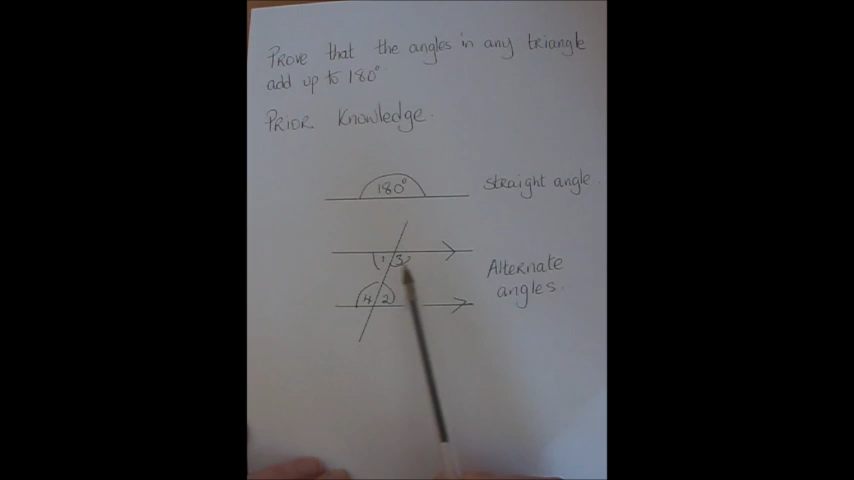 PROVE that the angles in any triangle
add up to 180°
PRIOR Knowledge.
180°
straight angle.
1 3
4 2
Alternate
angles.